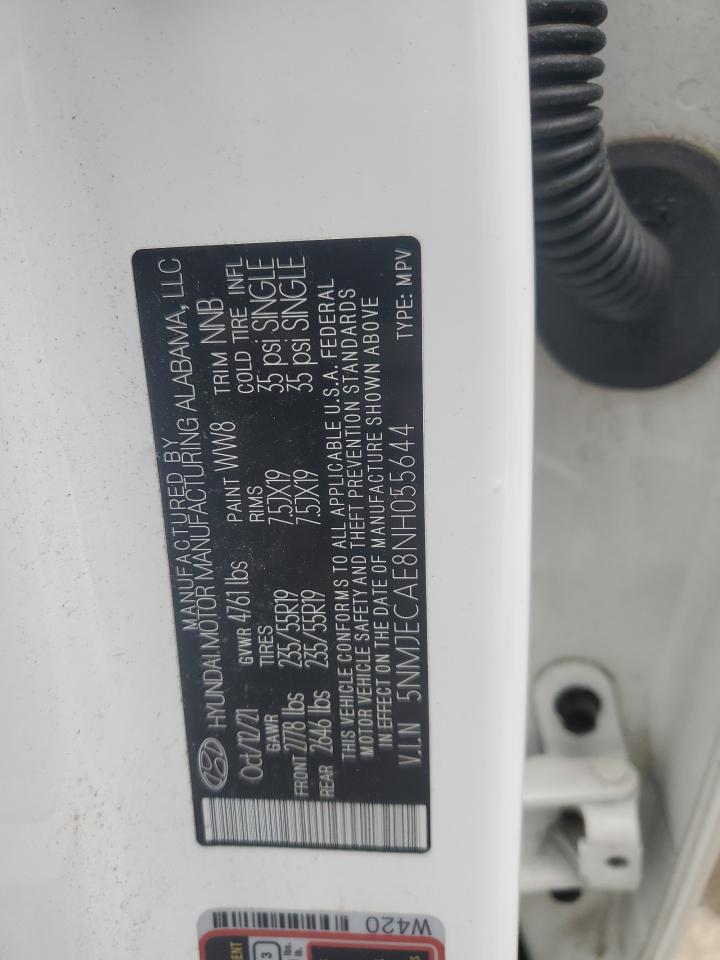 MANUFACTURED BY
HYUNDAI MOTOR MANUFACTURING ALABAMA, LLC
Oct/12/21 GVWR 4761 lbs PAINT WW8 TRIM NNB
GAWR TIRES RIMS COLD TIRE INFL
FRONT 2778 lbs 235/55R19 7.5JX19 35 psi SINGLE
REAR 2646 lbs 235/55R19 7.5JX19 35 psi SINGLE
THIS VEHICLE CONFORMS TO ALL APPLICABLE U.S.A. FEDERAL
MOTOR VEHICLE SAFETY AND THEFT PREVENTION STANDARDS
IN EFFECT ON THE DATE OF MANUFACTURE SHOWN ABOVE
V.I.N 5NMJECAE8NH055644 TYPE: MPV
W420
3
lbs.